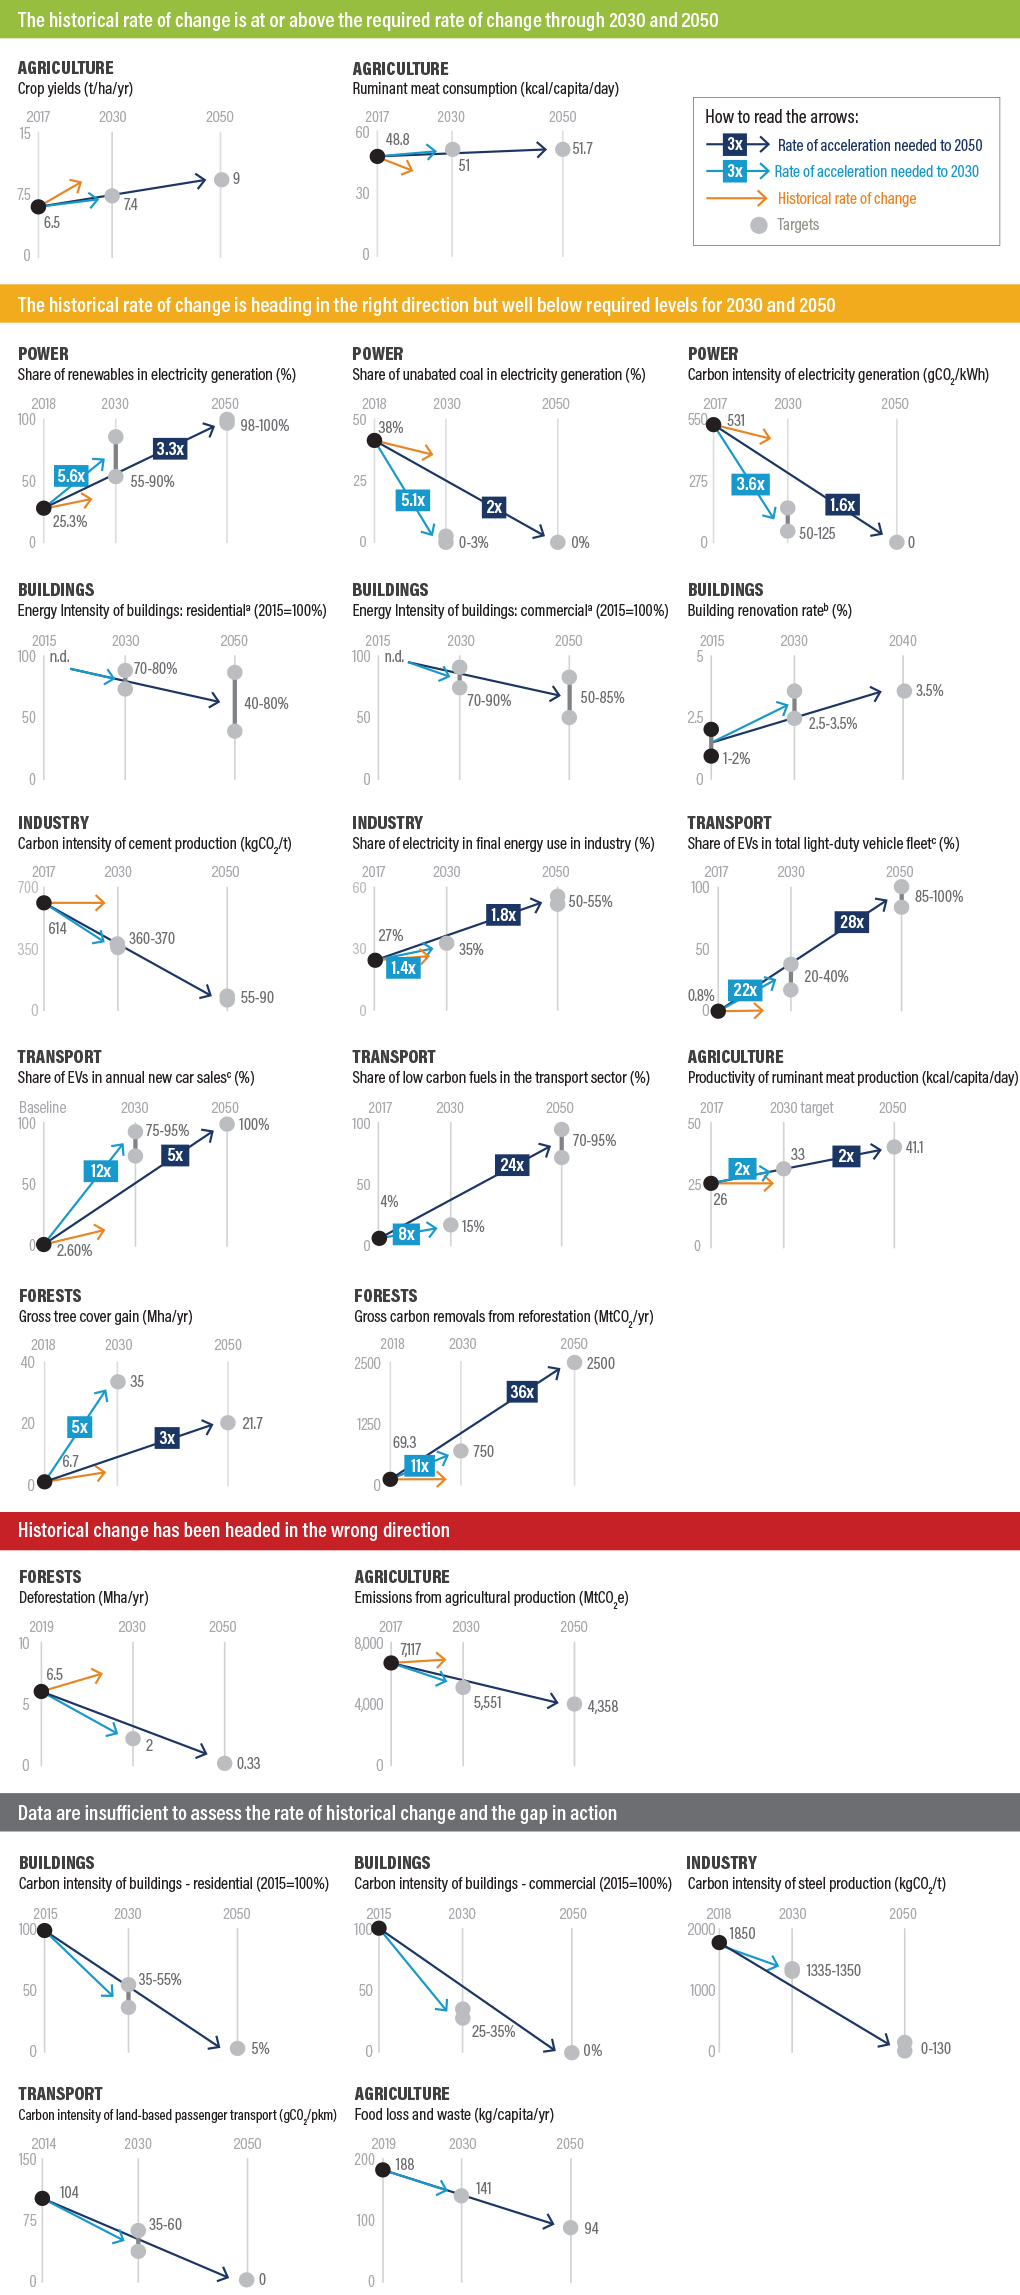 The historical rate of change is at or above the required rate of change through 2030 and 2050
AGRICULTURE
Crop yields (t/ha/yr)
2017 2030 2050
15
7.5
0
6.5
7.4
9
AGRICULTURE
Ruminant meat consumption (kcal/capita/day)
2017 2030 2050
60
30
0
48.8
51
51.7
How to read the arrows:
3x Rate of acceleration needed to 2050
3x Rate of acceleration needed to 2030
Historical rate of change
Targets
The historical rate of change is heading in the right direction but well below required levels for 2030 and 2050
POWER
Share of renewables in electricity generation (%)
2018 2030 2050
100
50
0
25.3%
5.6x
3.3x
55-90%
98-100%
POWER
Share of unabated coal in electricity generation (%)
2018 2030 2050
50
25
0
38%
5.1x
2x
0-3%
0%
POWER
Carbon intensity of electricity generation (gCO2/kWh)
2017 2030 2050
550
275
0
531
3.6x
1.6x
50-125
0
BUILDINGS
Energy Intensity of buildings: residentialᵃ (2015=100%)
2015 2030 2050
100
50
0
n.d.
70-80%
40-80%
BUILDINGS
Energy Intensity of buildings: commercialᵃ (2015=100%)
2015 2030 2050
100
50
0
n.d.
70-90%
50-85%
BUILDINGS
Building renovation rateᵇ (%)
2015 2030 2040
5
2.5
0
1-2%
2.5-3.5%
3.5%
INDUSTRY
Carbon intensity of cement production (kgCO2/t)
2017 2030 2050
700
350
0
614
360-370
55-90
INDUSTRY
Share of electricity in final energy use in industry (%)
2017 2030 2050
60
30
0
27%
1.4x
1.8x
35%
50-55%
TRANSPORT
Share of EVs in total light-duty vehicle fleetᶜ (%)
2017 2030 2050
100
50
0
0.8%
22x
28x
20-40%
85-100%
TRANSPORT
Share of EVs in annual new car salesᶜ (%)
Baseline 2030 2050
100
50
0
2.60%
12x
5x
75-95%
100%
TRANSPORT
Share of low carbon fuels in the transport sector (%)
2017 2030 2050
100
50
0
4%
8x
24x
15%
70-95%
AGRICULTURE
Productivity of ruminant meat production (kcal/capita/day)
2017 2030 target 2050
50
25
0
26
2x
2x
33
41.1
FORESTS
Gross tree cover gain (Mha/yr)
2018 2030 2050
40
20
0
6.7
5x
3x
35
21.7
FORESTS
Gross carbon removals from reforestation (MtCO2/yr)
2018 2030 2050
2500
1250
0
69.3
11x
36x
750
2500
Historical change has been headed in the wrong direction
FORESTS
Deforestation (Mha/yr)
2019 2030 2050
10
5
0
6.5
2
0.33
AGRICULTURE
Emissions from agricultural production (MtCO2e)
2017 2030 2050
8,000
4,000
0
7,117
5,551
4,358
Data are insufficient to assess the rate of historical change and the gap in action
BUILDINGS
Carbon intensity of buildings - residential (2015=100%)
2015 2030 2050
100
50
0
35-55%
5%
BUILDINGS
Carbon intensity of buildings - commercial (2015=100%)
2015 2030 2050
100
50
0
25-35%
0%
INDUSTRY
Carbon intensity of steel production (kgCO2/t)
2018 2030 2050
2000
1000
0
1850
1335-1350
0-130
TRANSPORT
Carbon intensity of land-based passenger transport (gCO2/pkm)
2014 2030 2050
150
75
0
104
35-60
0
AGRICULTURE
Food loss and waste (kg/capita/yr)
2019 2030 2050
200
100
0
188
141
94